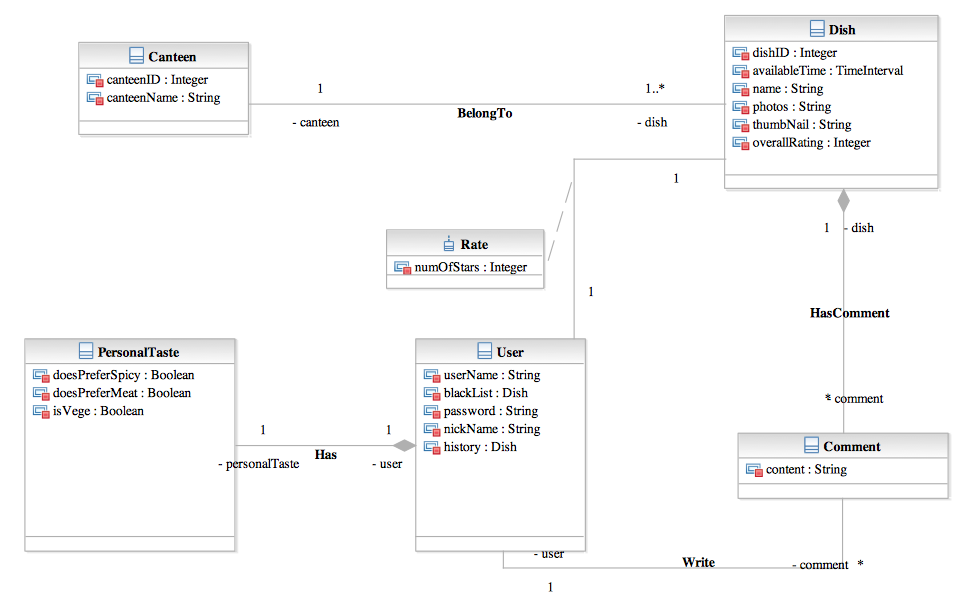 Canteen
canteenID : Integer
canteenName : String
1
- canteen
BelongTo
1..*
- dish
Dish
dishID : Integer
availableTime : TimeInterval
name : String
photos : String
thumbNail : String
overallRating : Integer
1
1 - dish
Rate
numOfStars : Integer
1
HasComment
PersonalTaste
doesPreferSpicy : Boolean
doesPreferMeat : Boolean
isVege : Boolean
User
userName : String
blackList : Dish
password : String
nickName : String
history : Dish
1
- personalTaste
Has
1
- user
* comment
Comment
content : String
- user
1
Write
- comment *